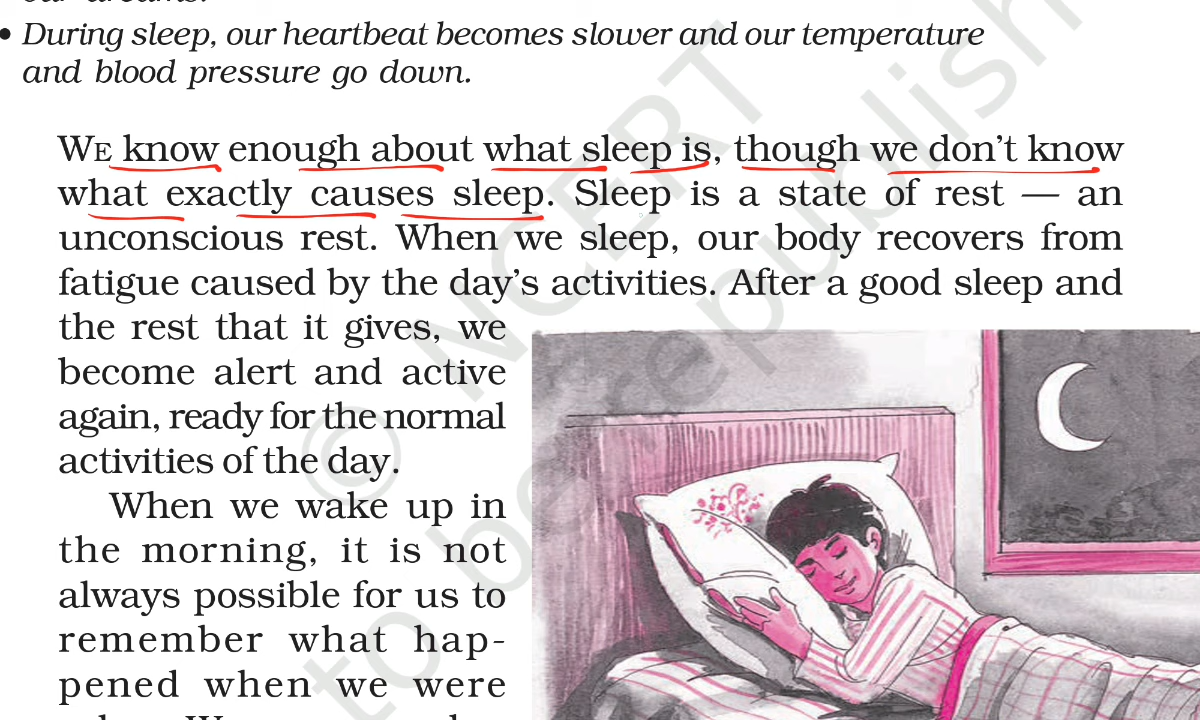 • During sleep, our heartbeat becomes slower and our temperature
and blood pressure go down.
WE know enough about what sleep is, though we don't know
what exactly causes sleep. Sleep is a state of rest — an
unconscious rest. When we sleep, our body recovers from
fatigue caused by the day's activities. After a good sleep and
the rest that it gives, we
become alert and active
again, ready for the normal
activities of the day.
When we wake up in
the morning, it is not
always possible for us to
remember what hap-
pened when we were
© NCERT
to be republish